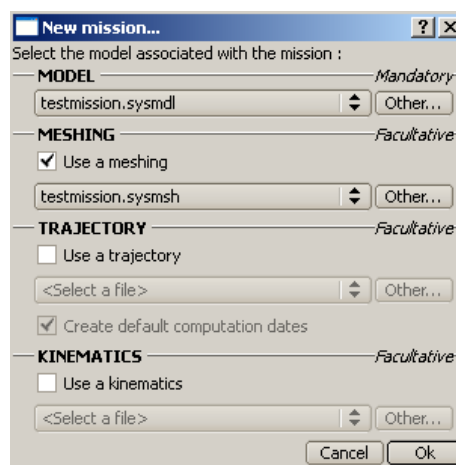 New mission...
Select the model associated with the mission :
MODEL Mandatory
testmission.sysmdl Other...
MESHING Facultative
Use a meshing
testmission.sysmsh Other...
TRAJECTORY Facultative
Use a trajectory
<Select a file> Other...
Create default computation dates
KINEMATICS Facultative
Use a kinematics
<Select a file> Other...
Cancel Ok